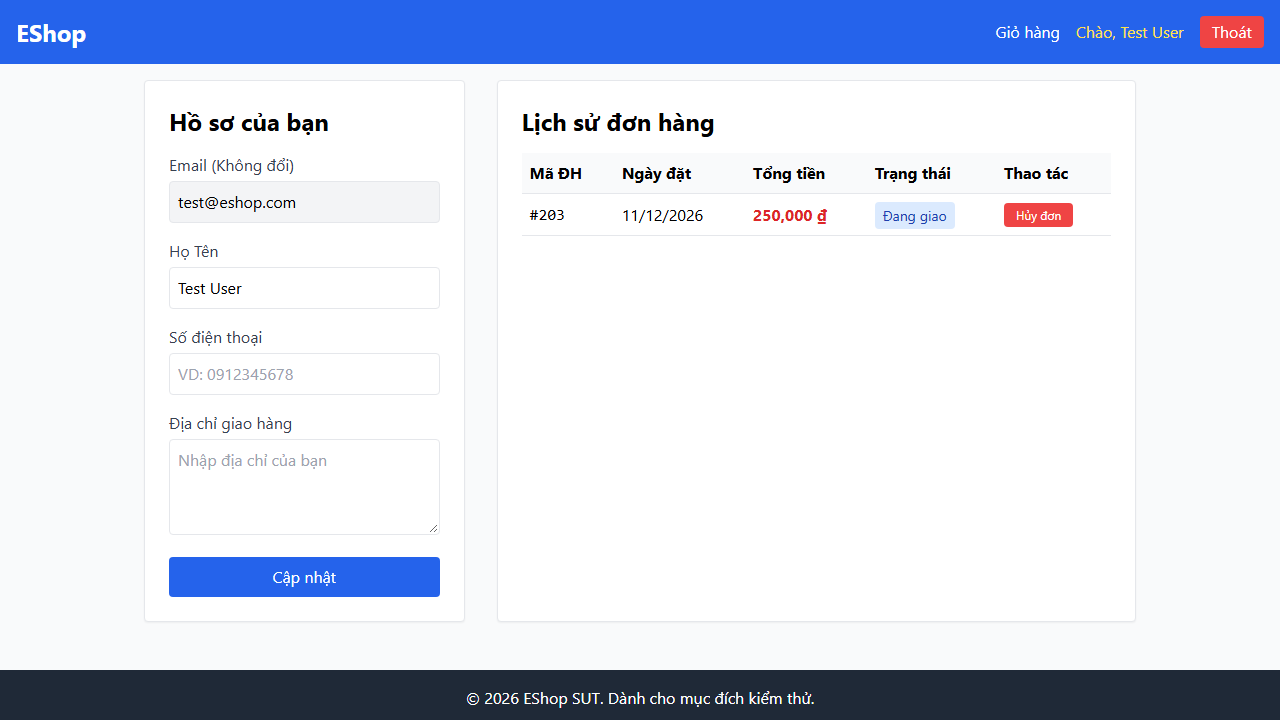 EShop
Giỏ hàng Chào, Test User Thoát
Hồ sơ của bạn
Email (Không đổi)
test@eshop.com
Họ Tên
Test User
Số điện thoại
VD: 0912345678
Địa chỉ giao hàng
Nhập địa chỉ của bạn
Cập nhật
Lịch sử đơn hàng
Mã ĐH Ngày đặt Tổng tiền Trạng thái Thao tác
#203 11/12/2026 250,000 ₫ Đang giao Hủy đơn
© 2026 EShop SUT. Dành cho mục đích kiểm thử.